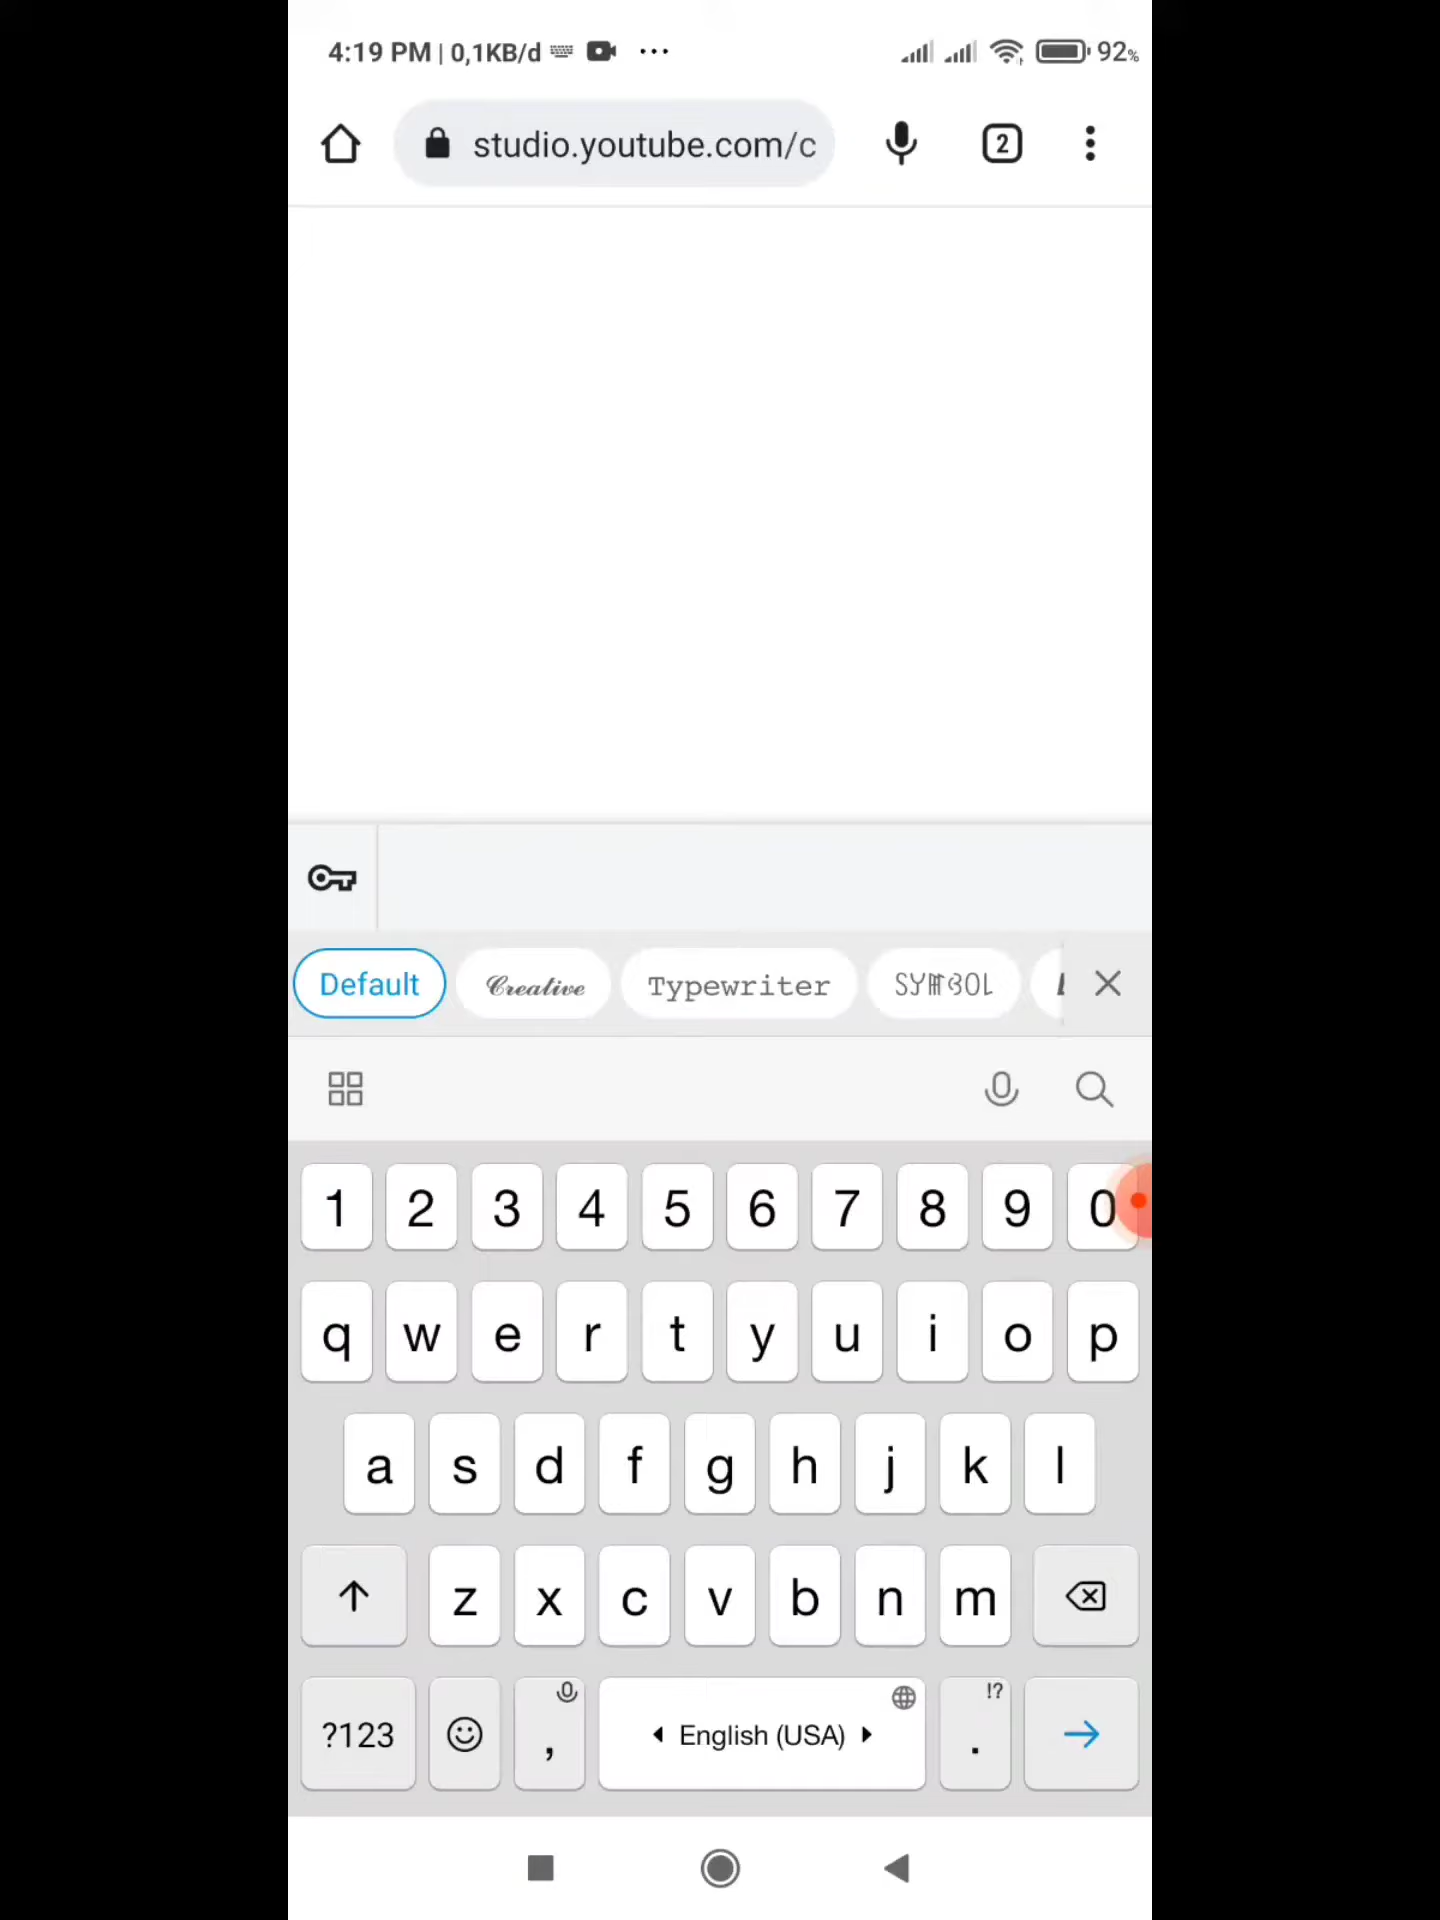 4:19 PM | 0,1KB/d ... 92%
studio.youtube.com/c 2
Default Creative Typewriter SYMBOL
1 2 3 4 5 6 7 8 9 0
q w e r t y u i o p
a s d f g h j k l
z x c v b n m
?123 , English (USA) . !?